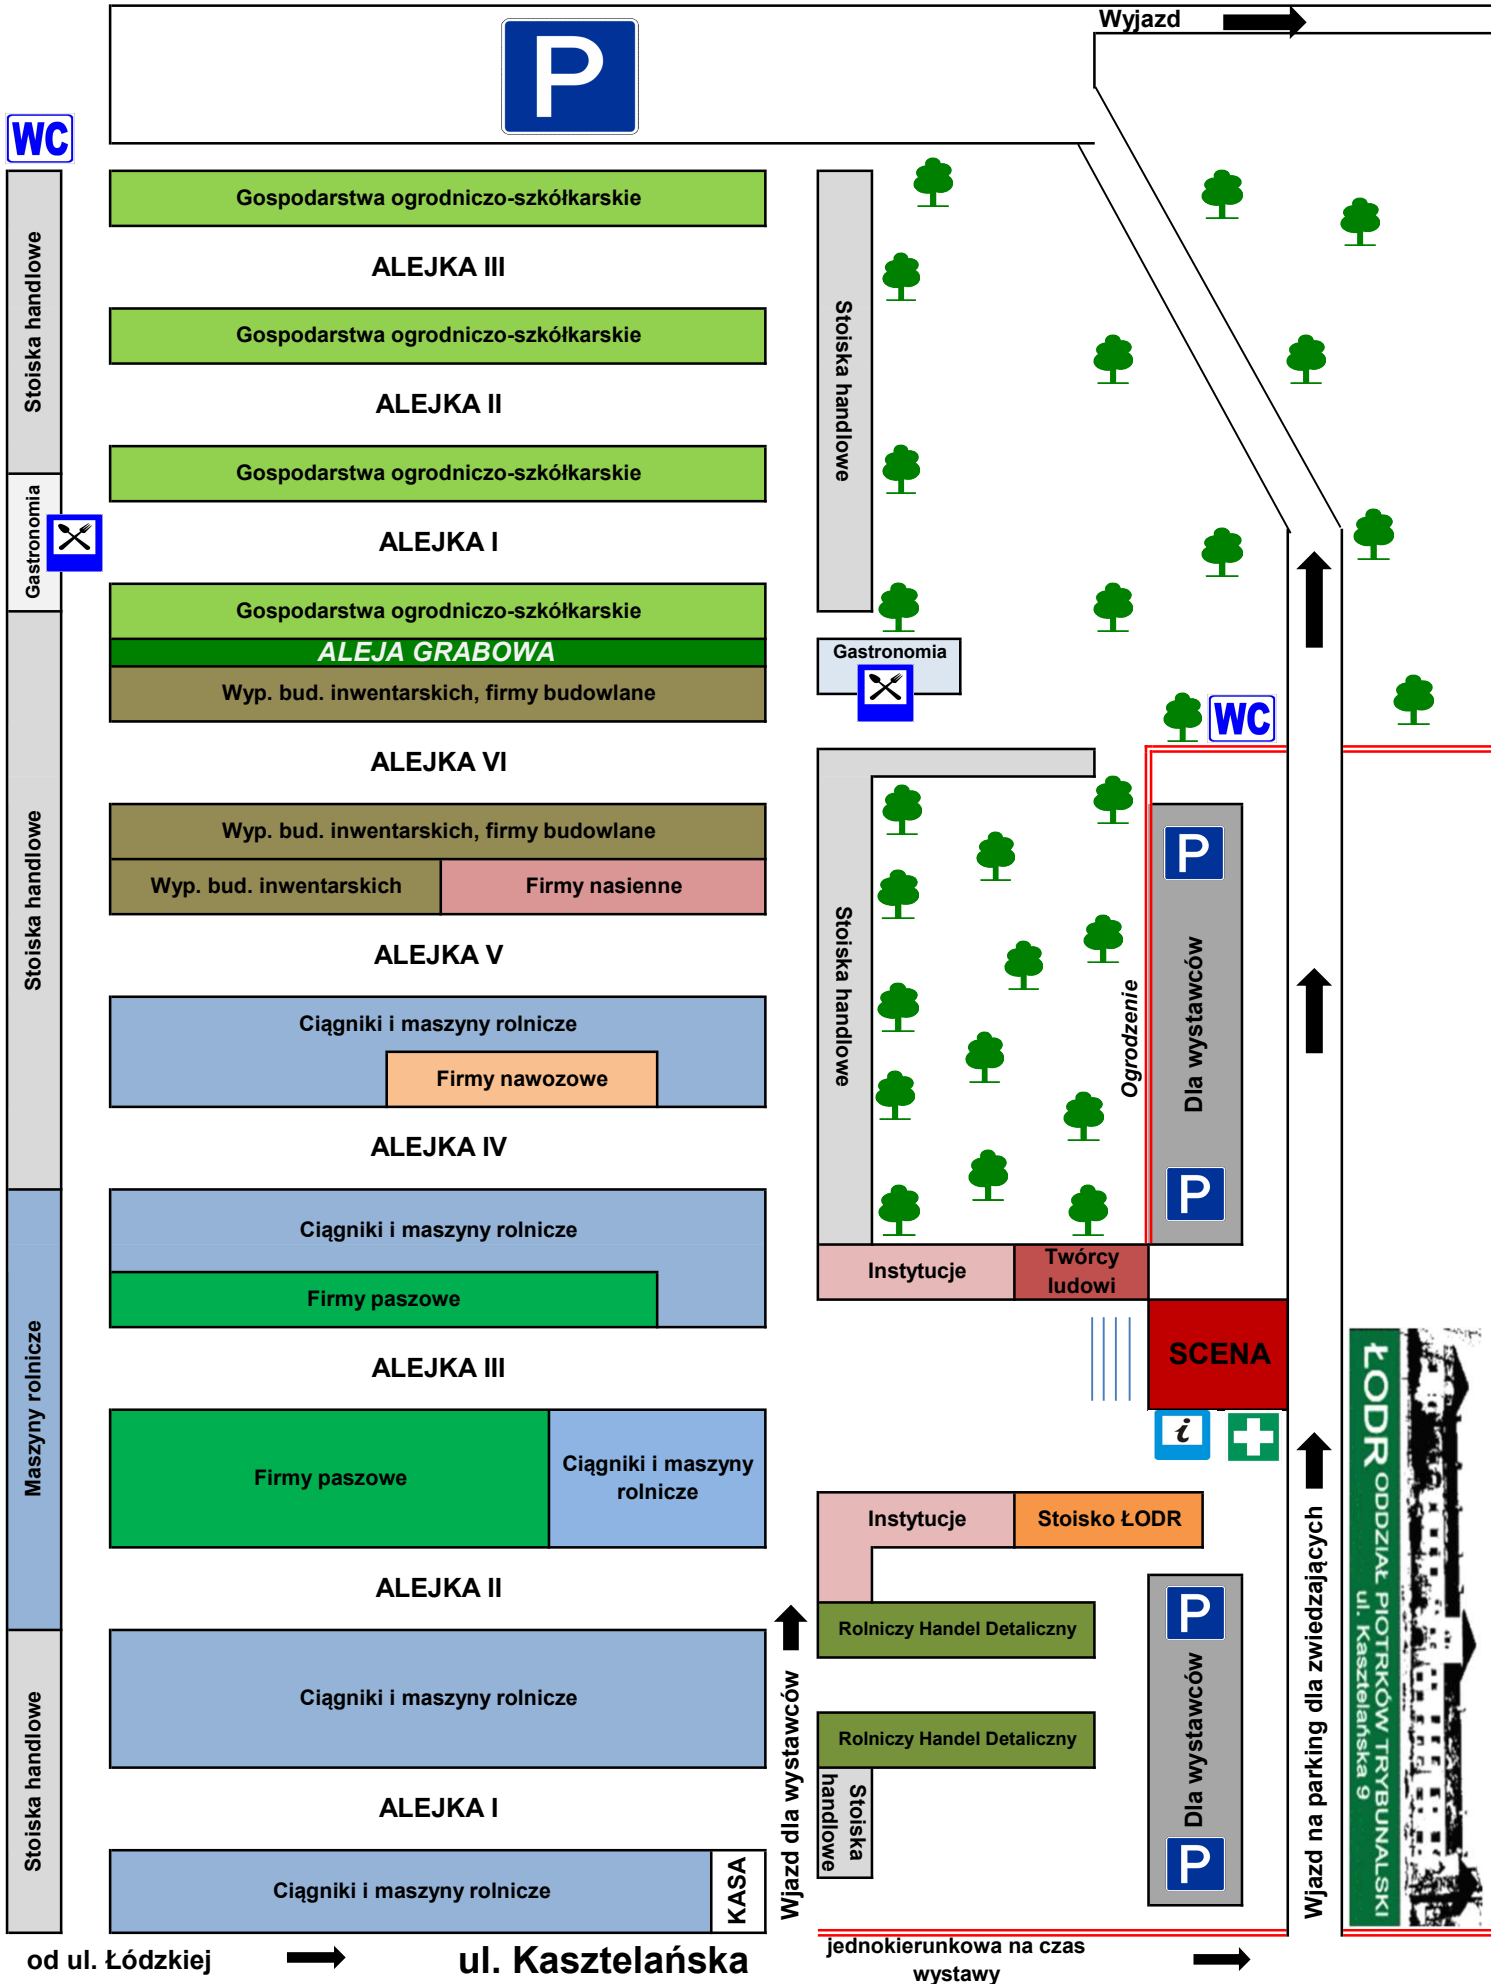 Wyjazd
P
WC
Gospodarstwa ogrodniczo-szkółkarskie
Stoiska handlowe
ALEJKA III
Stoiska handlowe
Gospodarstwa ogrodniczo-szkółkarskie
ALEJKA II
Gospodarstwa ogrodniczo-szkółkarskie
Gastronomia
ALEJKA I
Gospodarstwa ogrodniczo-szkółkarskie
ALEJA GRABOWA
Gastronomia
Wyp. bud. inwentarskich, firmy budowlane
WC
ALEJKA VI
Stoiska handlowe
Wyp. bud. inwentarskich, firmy budowlane
P
Wyp. bud. inwentarskich
Firmy nasienne
Stoiska handlowe
ALEJKA V
Ogrodzenie
Dla wystawców
Ciągniki i maszyny rolnicze
Firmy nawozowe
ALEJKA IV
P
Ciągniki i maszyny rolnicze
Instytucje
Twórcy
ludowi
Firmy paszowe
Maszyny rolnicze
ALEJKA III
SCENA
i
Firmy paszowe
Ciągniki i maszyny
rolnicze
Instytucje
Stoisko ŁODR
ALEJKA II
P
Rolniczy Handel Detaliczny
Ciągniki i maszyny rolnicze
Wjazd dla wystawców
Dla wystawców
Wjazd na parking dla zwiedzających
ŁODR ODDZIAŁ PIOTRKÓW TRYBUNALSKI
ul. Kasztelańska 9
Rolniczy Handel Detaliczny
Stoiska handlowe
ALEJKA I
Stoiska
handlowe
P
Ciągniki i maszyny rolnicze
KASA
od ul. Łódzkiej
ul. Kasztelańska
jednokierunkowa na czas
wystawy